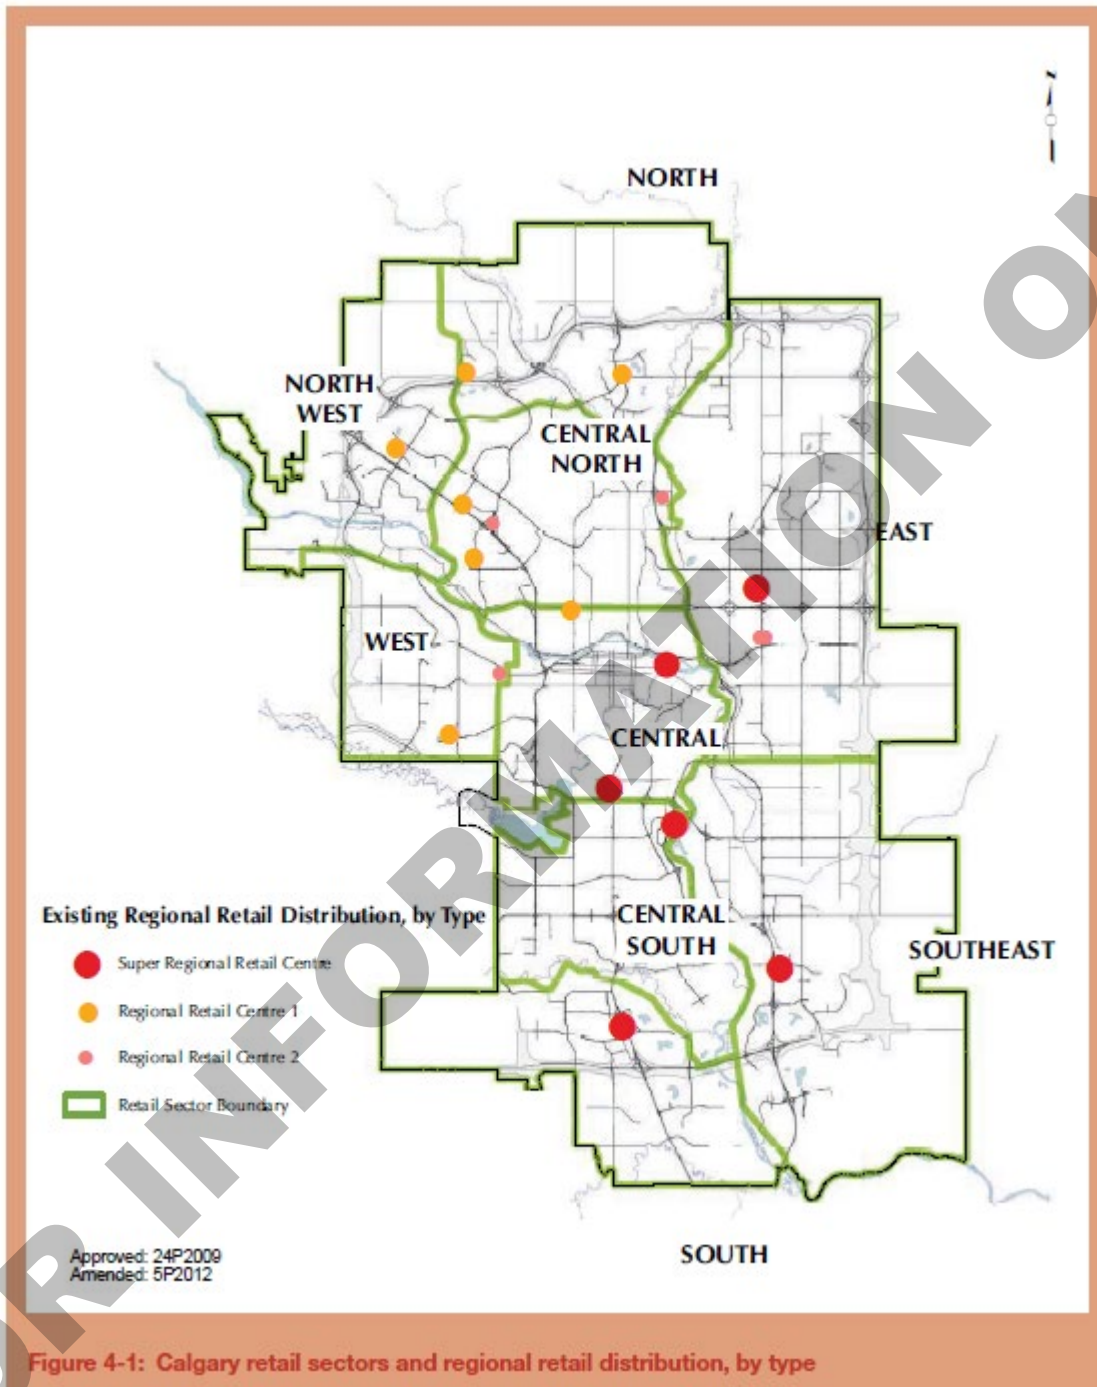 NORTH
NORTH
WEST
CENTRAL
NORTH
EAST
WEST
CENTRAL
CENTRAL
SOUTH
SOUTHEAST
Existing Regional Retail Distribution, by Type
Super Regional Retail Centre
Regional Retail Centre 1
Regional Retail Centre 2
Retail Sector Boundary
SOUTH
Approved: 24P2009
Amended: 5P2012
Figure 4-1: Calgary retail sectors and regional retail distribution, by type
OR INFORMATION ON